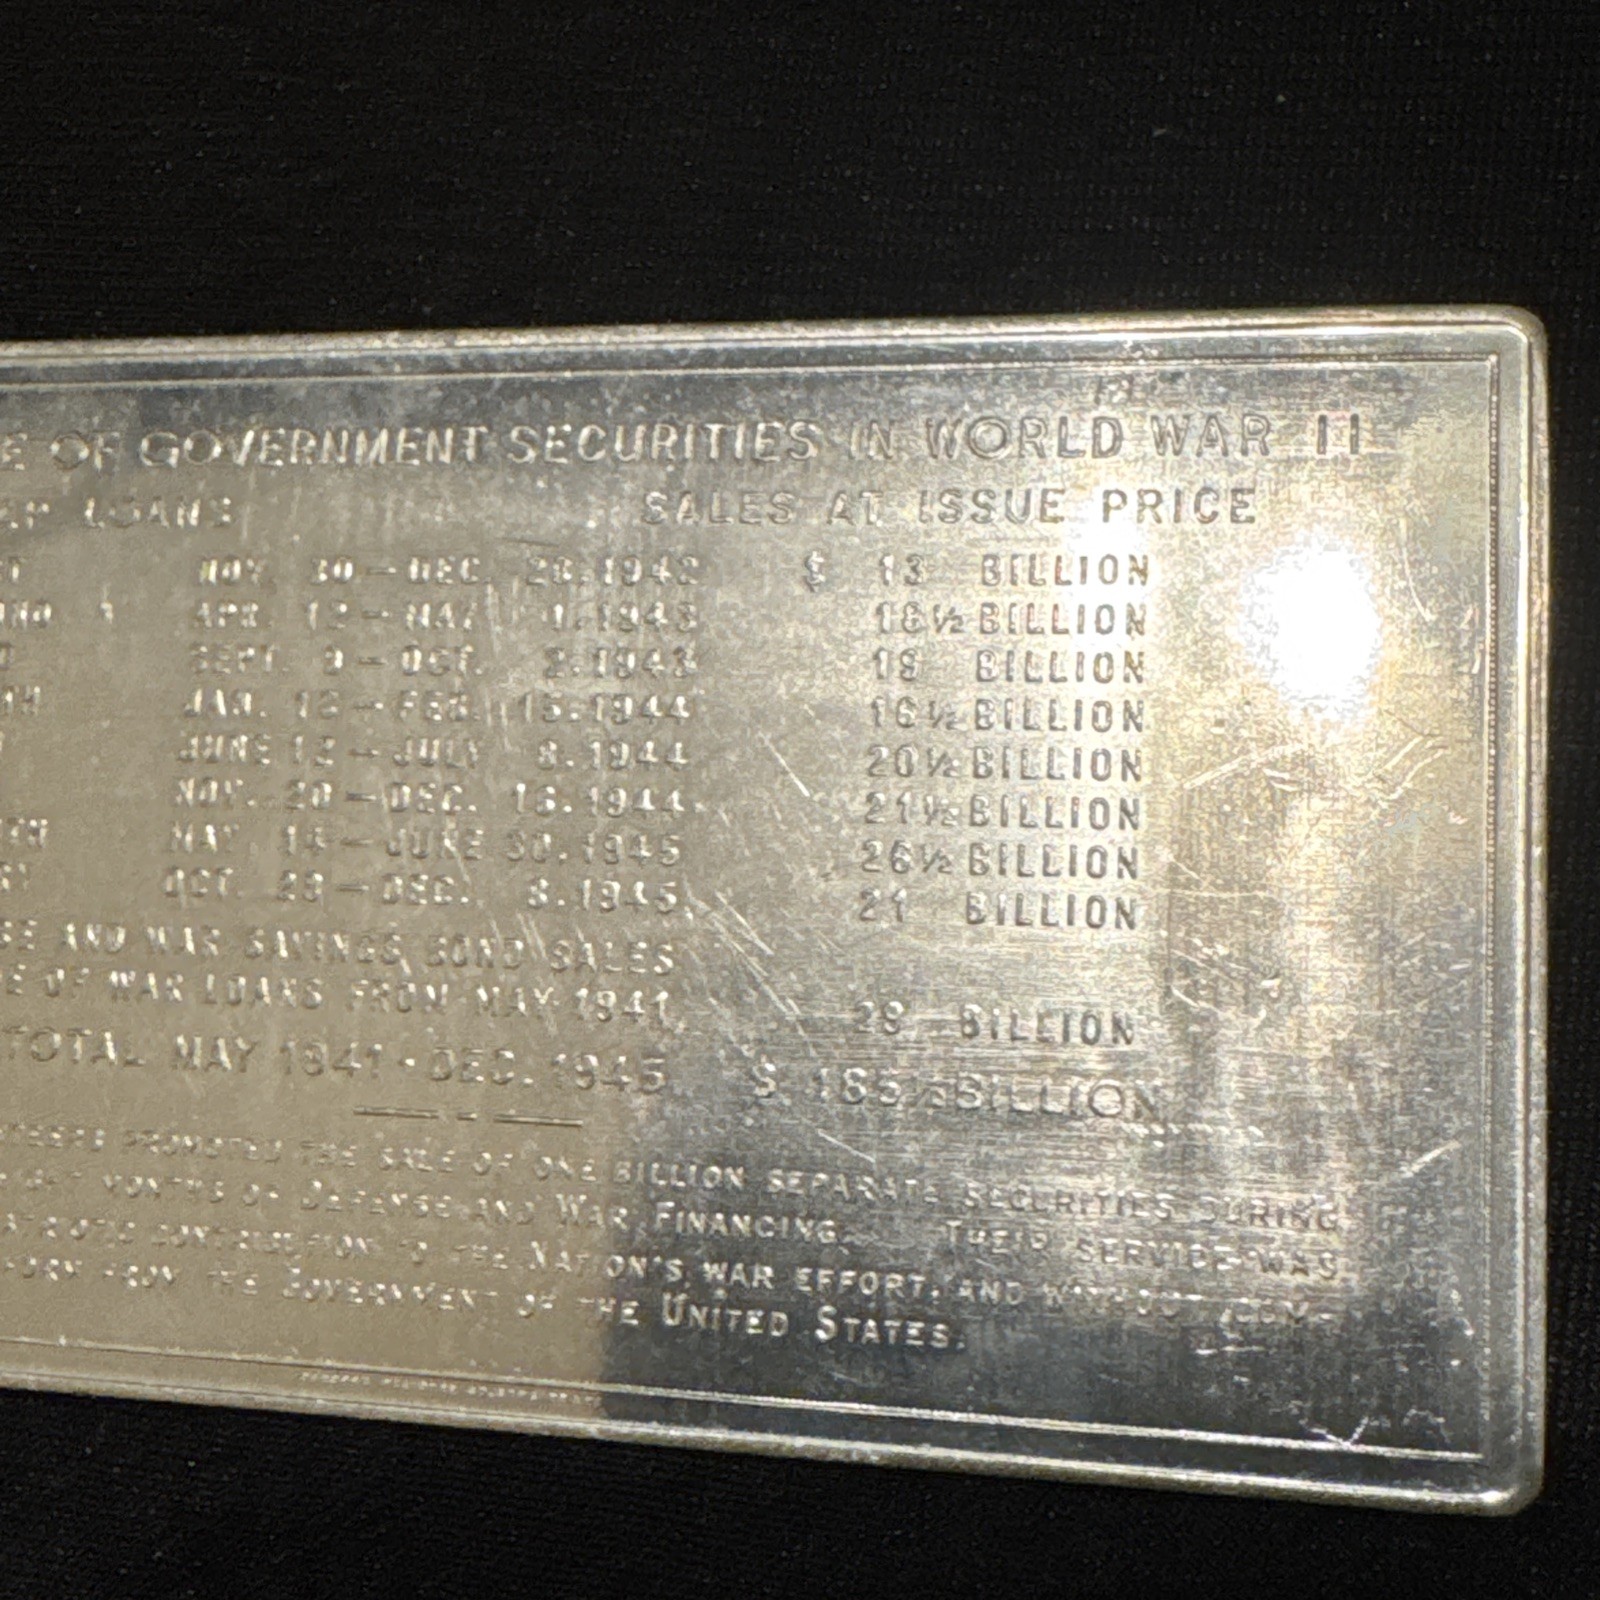 E OF GOVERNMENT SECURITIES IN WORLD WAR II
LOANS SALES AT ISSUE PRICE
NOV. 30 – DEC. 23. 1942 $ 13 BILLION
APR. 12 – MAY 1. 1943 18½ BILLION
SEPT. 9 – OCT. 2. 1943 19 BILLION
JAN. 18 – FEB. 15. 1944 16½ BILLION
JUNE 12 – JULY 8. 1944 20½ BILLION
NOV. 20 – DEC. 16. 1944 21½ BILLION
TH MAY 14 – JUNE 30. 1945 26½ BILLION
OCT. 29 – DEC. 8. 1945 21 BILLION
SE AND WAR SAVINGS BOND SALES
E OF WAR LOANS FROM MAY 1941 29 BILLION
TOTAL MAY 1941 - DEC. 1945 $ 185½ BILLION
PROMOTED THE SALE OF ONE BILLION SEPARATE SECURITIES DURING
MONTHS OF DEFENSE AND WAR FINANCING. THEIR SERVICE WAS
CONTRIBUTION TO THE NATION'S WAR EFFORT, AND WITHOUT COM-
FROM THE GOVERNMENT OF THE UNITED STATES.